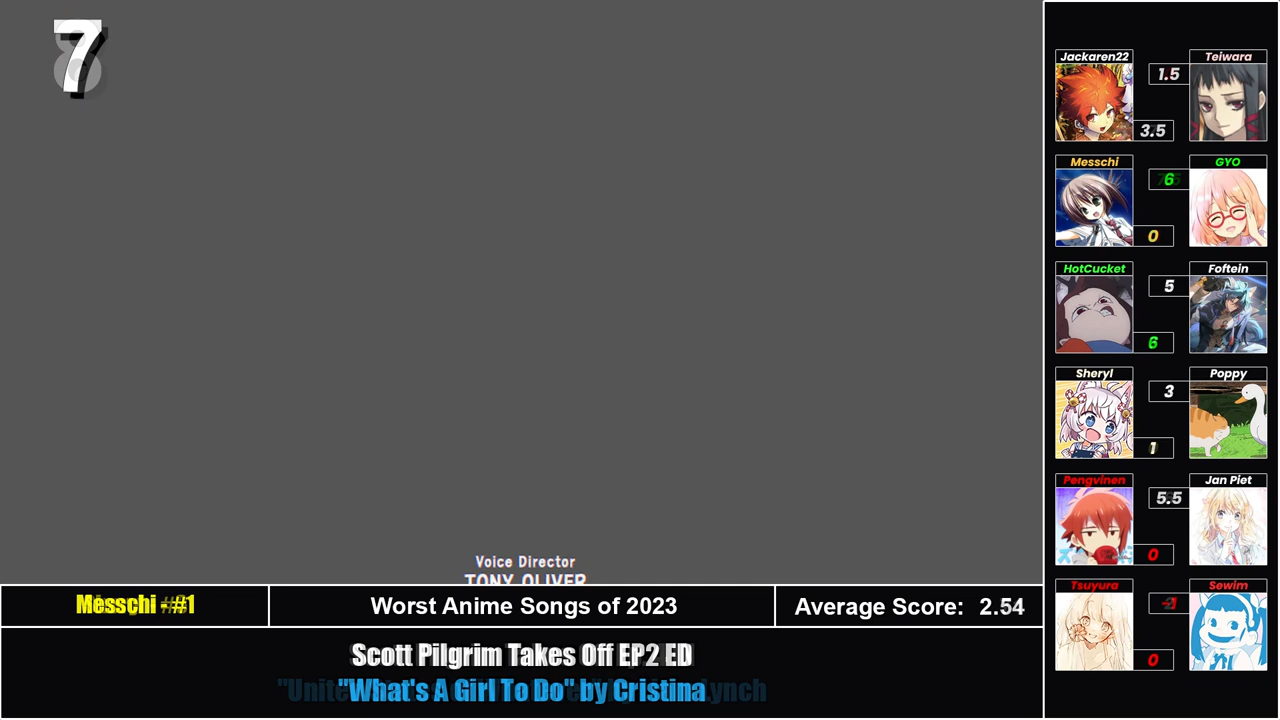 7
Voice Director
TONY OLIVER
Messchi - #1
Worst Anime Songs of 2023
Average Score: 2.54
Scott Pilgrim Takes Off EP2 ED
"What's A Girl To Do" by Cristina
Jackaren22
Teiwara
1.5
3.5
Messchi
GYO
6
0
HotCucket
Foftein
5
6
Sheryl
Poppy
3
1
Pengvinen
Jan Piet
5.5
0
Tsuyura
Sewim
0